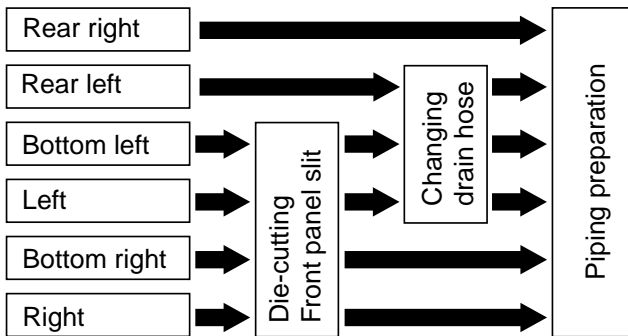 Rear right
Rear left
Bottom left
Left
Bottom right
Right
Die-cutting
Front panel slit
Changing
drain hose
Piping preparation